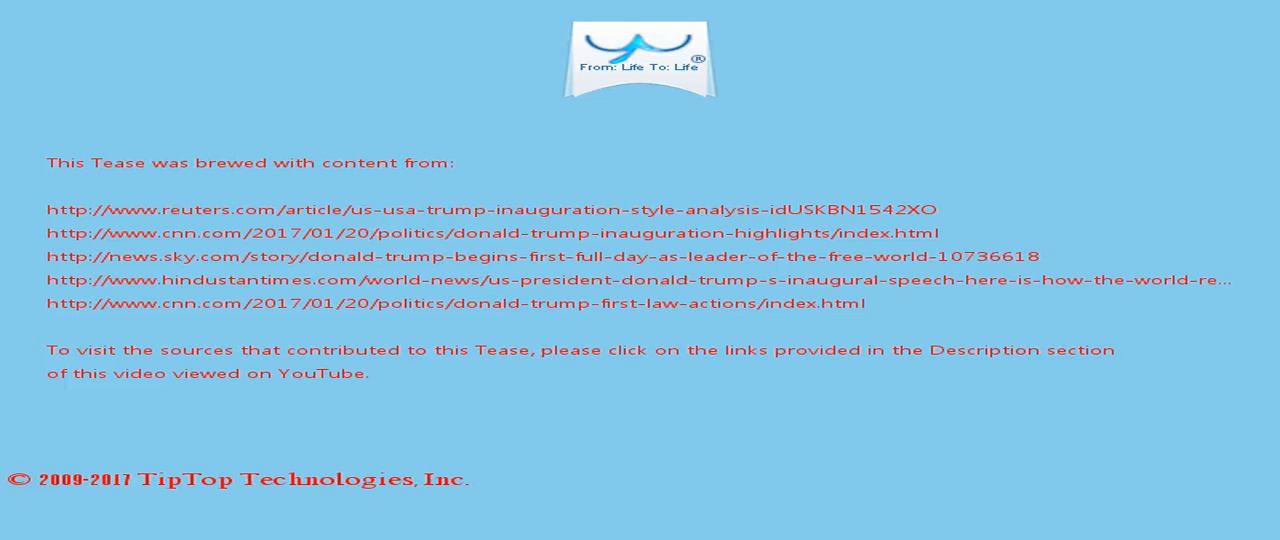 From: Life To: Life®
This Tease was brewed with content from:
http://www.reuters.com/article/us-usa-trump-inauguration-style-analysis-idUSKBN1542XO
http://www.cnn.com/2017/01/20/politics/donald-trump-inauguration-highlights/index.html
http://news.sky.com/story/donald-trump-begins-first-full-day-as-leader-of-the-free-world-10736618
http://www.hindustantimes.com/world-news/us-president-donald-trump-s-inaugural-speech-here-is-how-the-world-re...
http://www.cnn.com/2017/01/20/politics/donald-trump-first-law-actions/index.html
To visit the sources that contributed to this Tease, please click on the links provided in the Description section
of this video viewed on YouTube.
© 2009-2017 TipTop Technologies, Inc.